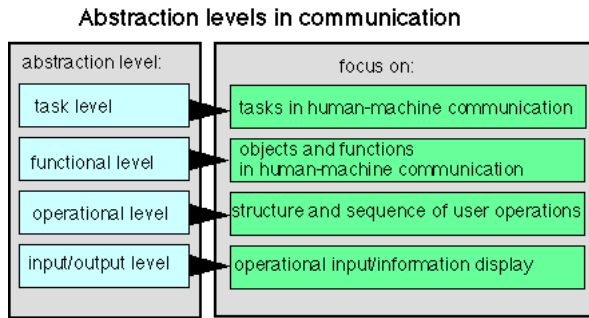 Abstraction levels in communication
abstraction level:
focus on:
task level
tasks in human-machine communication
functional level
objects and functions
in human-machine communication
operational level
structure and sequence of user operations
input/output level
operational input/information display